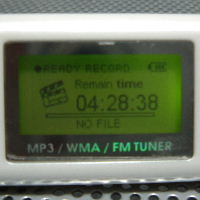 READY RECORD
Remain time
04:28:38
NO FILE
MP3 / WMA / FM TUNER